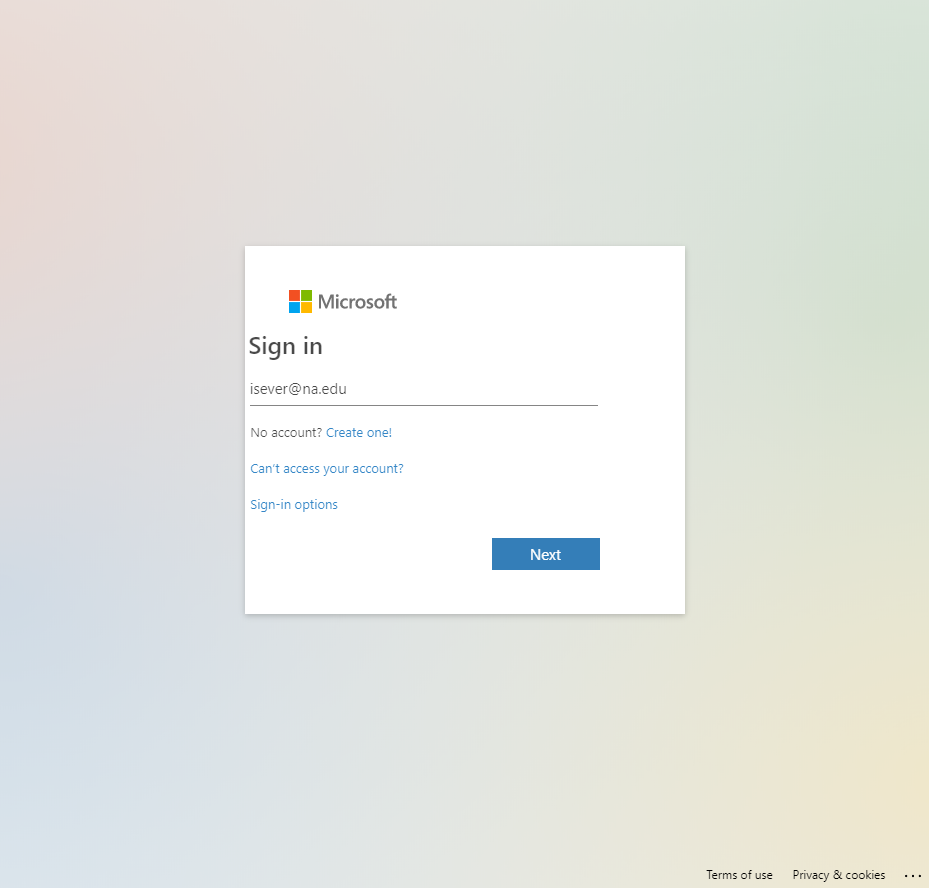 Microsoft
Sign in
isever@na.edu
No account? Create one!
Can't access your account?
Sign-in options
Next
Terms of use Privacy & cookies ...